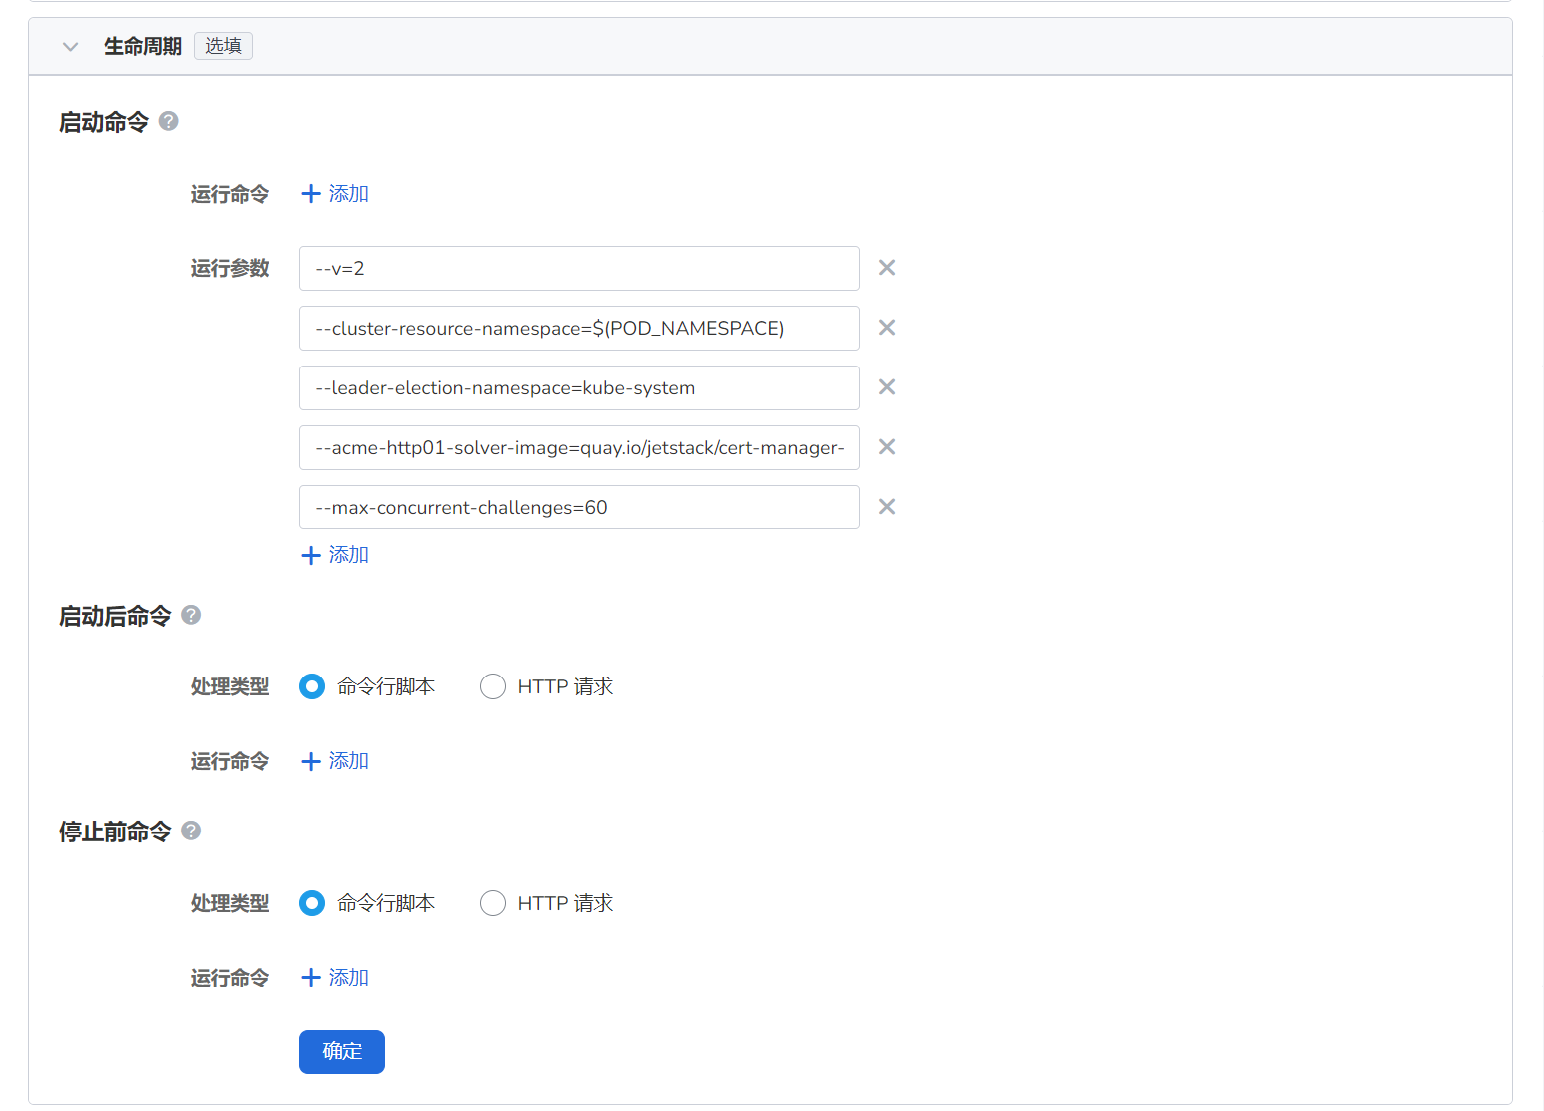 生命周期 选填
启动命令 ?
运行命令 + 添加
运行参数 --v=2
--cluster-resource-namespace=$(POD_NAMESPACE)
--leader-election-namespace=kube-system
--acme-http01-solver-image=quay.io/jetstack/cert-manager-
--max-concurrent-challenges=60
+ 添加
启动后命令 ?
处理类型 命令行脚本 HTTP 请求
运行命令 + 添加
停止前命令 ?
处理类型 命令行脚本 HTTP 请求
运行命令 + 添加
确定